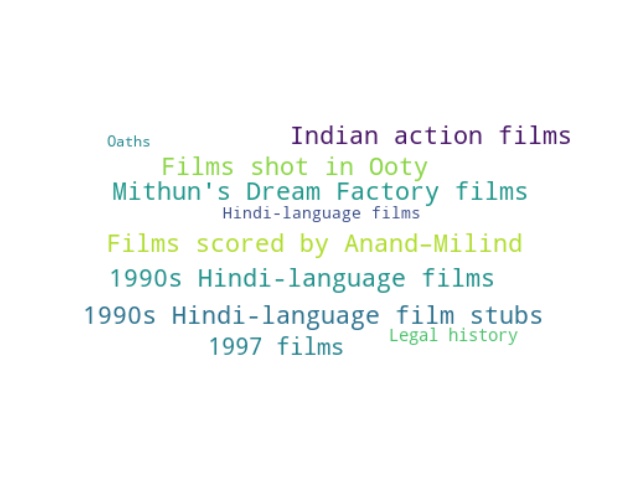 Indian action films
Oaths
Films shot in Ooty
Mithun's Dream Factory films
Hindi-language films
Films scored by Anand–Milind
1990s Hindi-language films
1990s Hindi-language film stubs
Legal history
1997 films